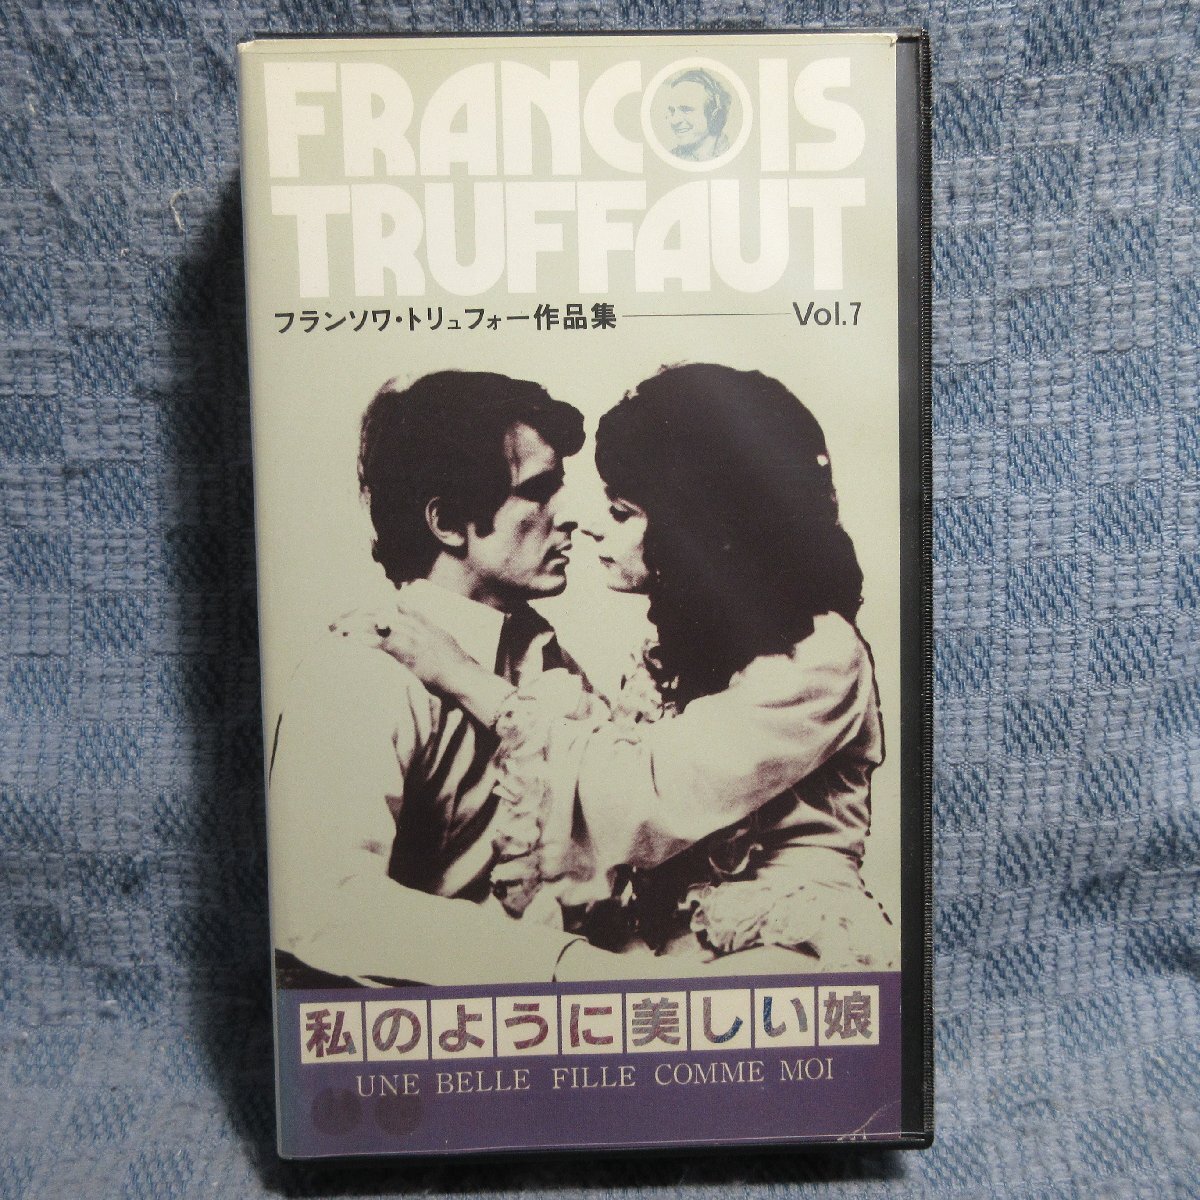 FRANCOIS
TRUFFAUT
フランソワ・トリュフォー作品集 Vol.7
私のように美しい娘
UNE BELLE FILLE COMME MOI